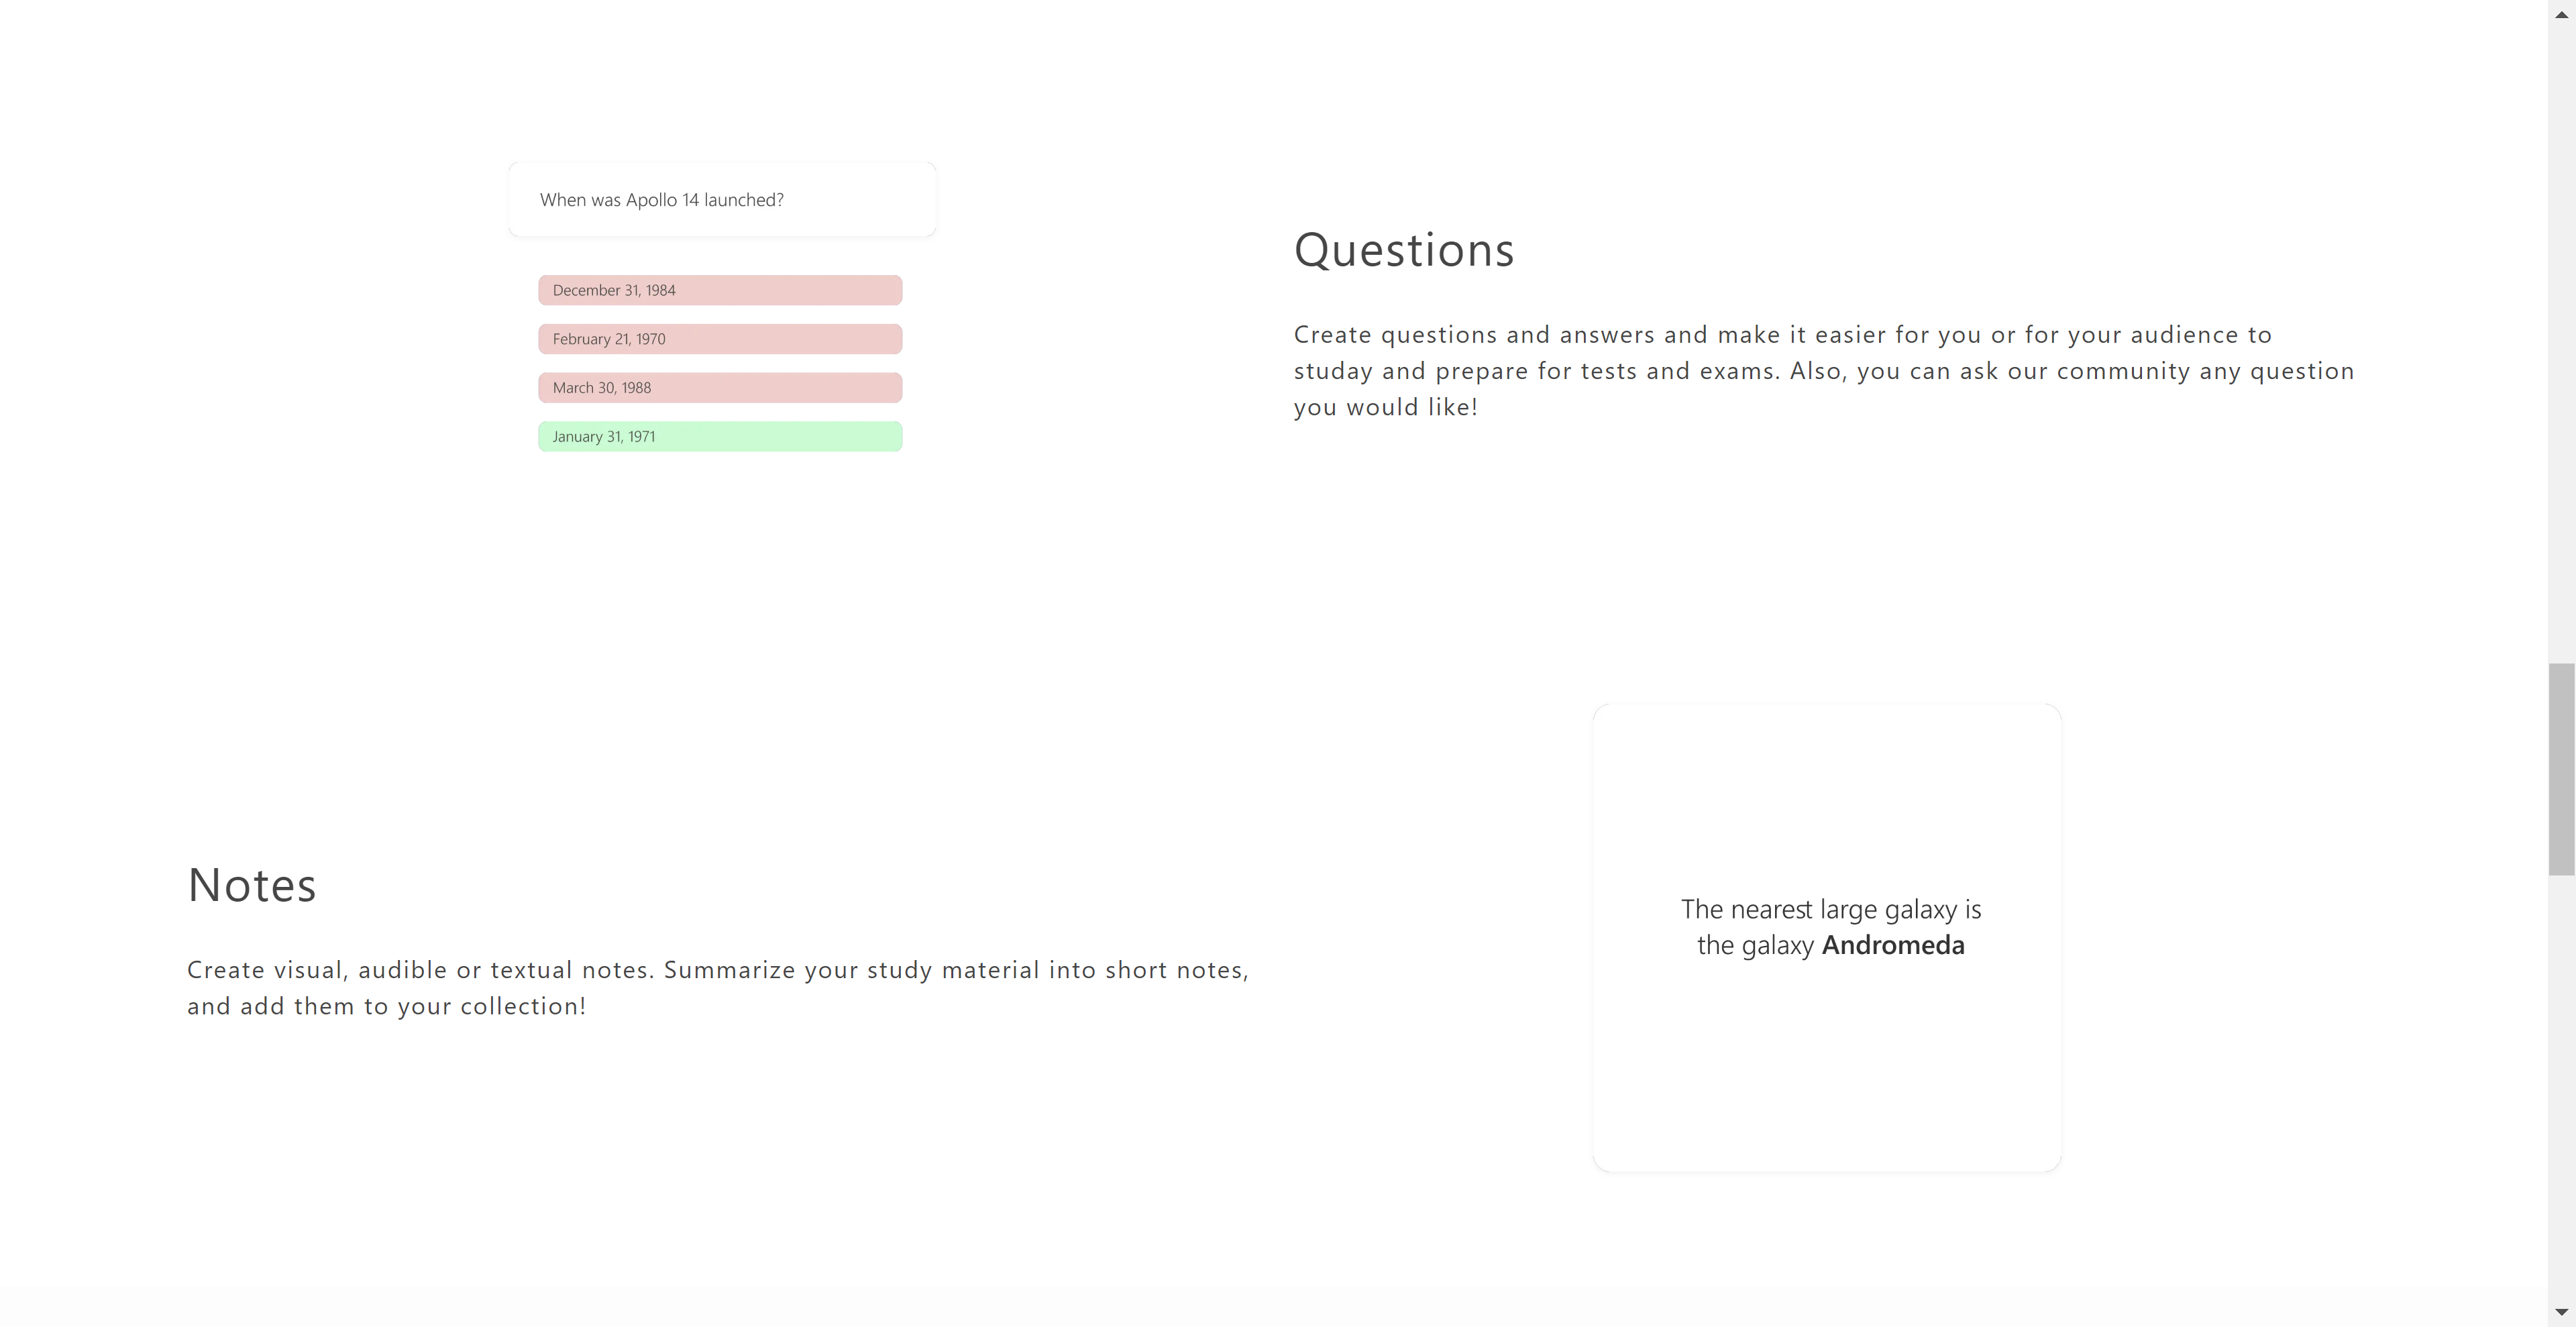 When was Apollo 14 launched?
December 31, 1984
February 21, 1970
March 30, 1988
January 31, 1971
Questions
Create questions and answers and make it easier for you or for your audience to
studay and prepare for tests and exams. Also, you can ask our community any question
you would like!
Notes
Create visual, audible or textual notes. Summarize your study material into short notes,
and add them to your collection!
The nearest large galaxy is
the galaxy Andromeda